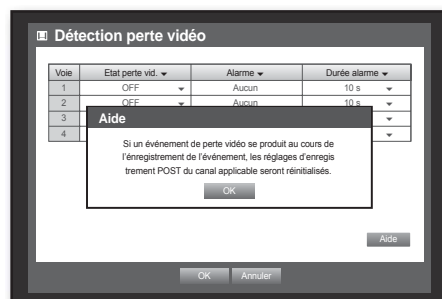 Détection perte vidéo
Voie Etat perte vid. Alarme Durée alarme
1 OFF Aucun 10 s
2 OFF Aucun 10 s
3
4
Aide
Si un événement de perte vidéo se produit au cours de
l'énregistrement de l'événement, les réglages d'enregis
trement POST du canal applicable seront réinitialisés.
OK
Aide
OK Annuler